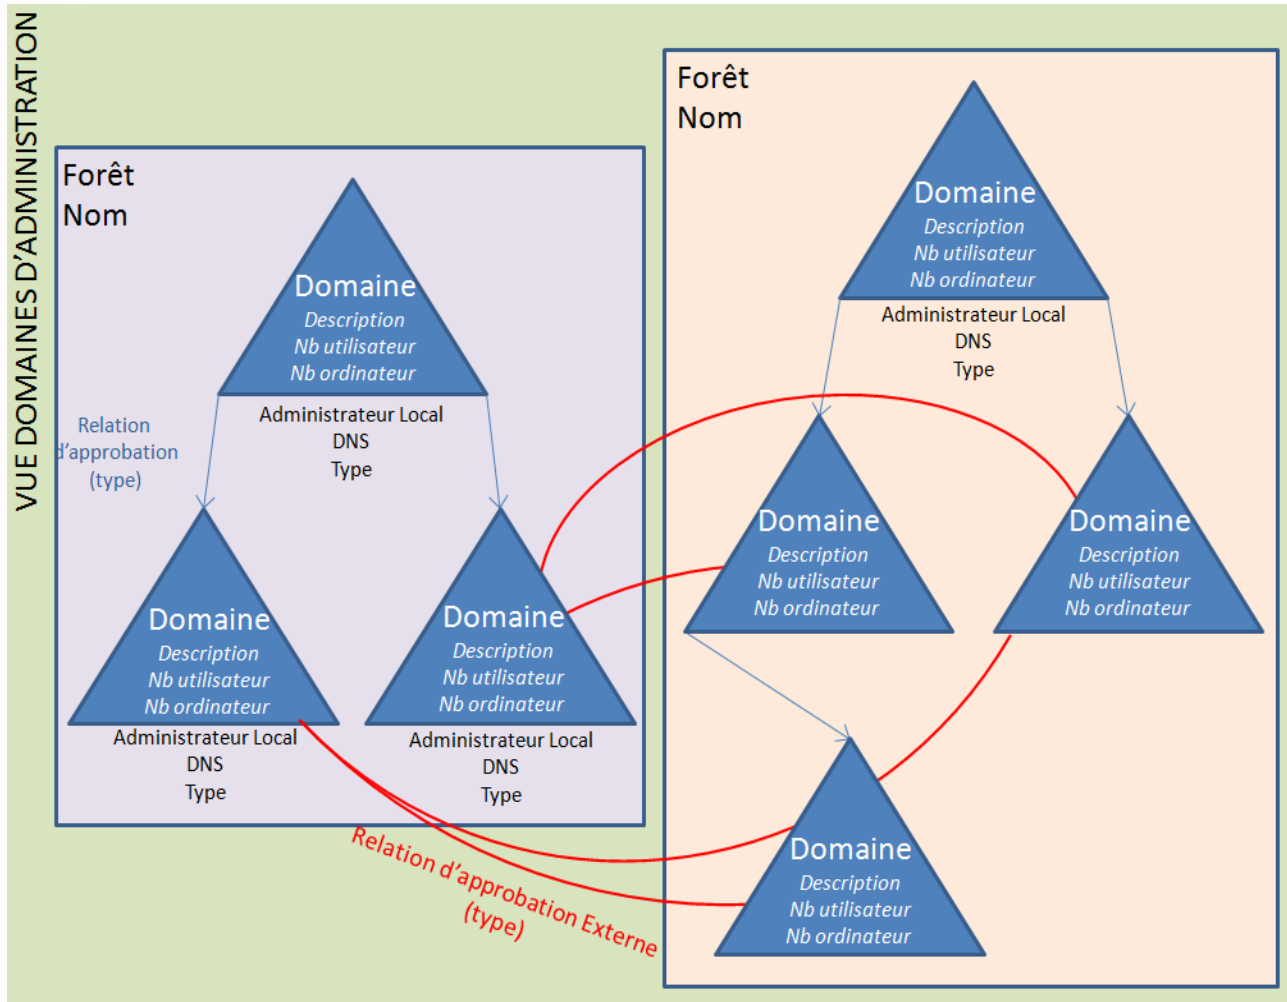 VUE DOMAINES D'ADMINISTRATION
Forêt
Nom
Domaine
Description
Nb utilisateur
Nb ordinateur
Administrateur Local
DNS
Type
Relation
d'approbation
(type)
Domaine
Description
Nb utilisateur
Nb ordinateur
Administrateur Local
DNS
Type
Domaine
Description
Nb utilisateur
Nb ordinateur
Administrateur Local
DNS
Type
Relation d'approbation Externe
(type)
Forêt
Nom
Domaine
Description
Nb utilisateur
Nb ordinateur
Administrateur Local
DNS
Type
Domaine
Description
Nb utilisateur
Nb ordinateur
Domaine
Description
Nb utilisateur
Nb ordinateur
Domaine
Description
Nb utilisateur
Nb ordinateur